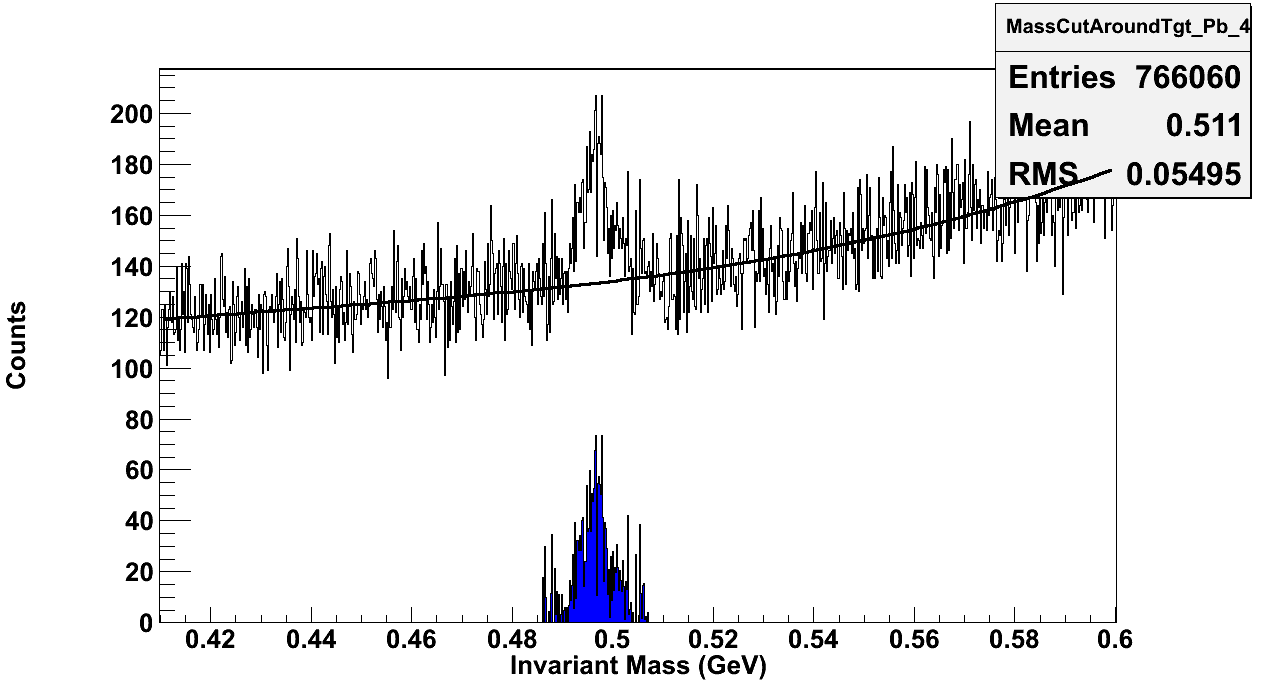 MassCutAroundTgt_Pb_4
Entries 766060
Mean 0.511
RMS 0.05495
200
180
160
140
120
100
80
60
40
20
0
Counts
0.42 0.44 0.46 0.48 0.5 0.52 0.54 0.56 0.58 0.6
Invariant Mass (GeV)